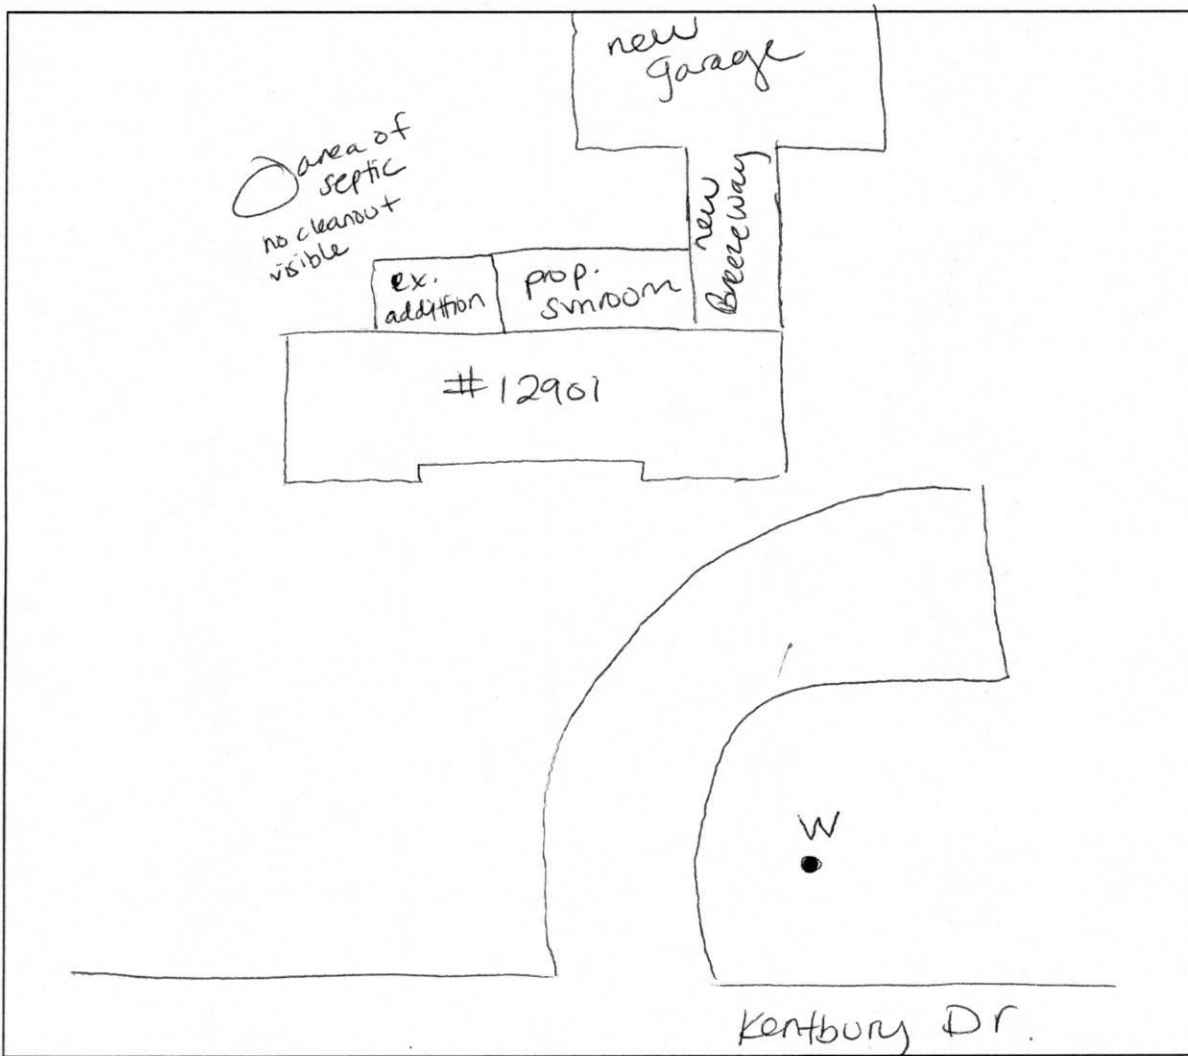 new
garage
area of
septic
no cleanout
visible
new
Breezeway
ex.
addition
prop.
sunroom
#12901
W
Kentbury Dr.